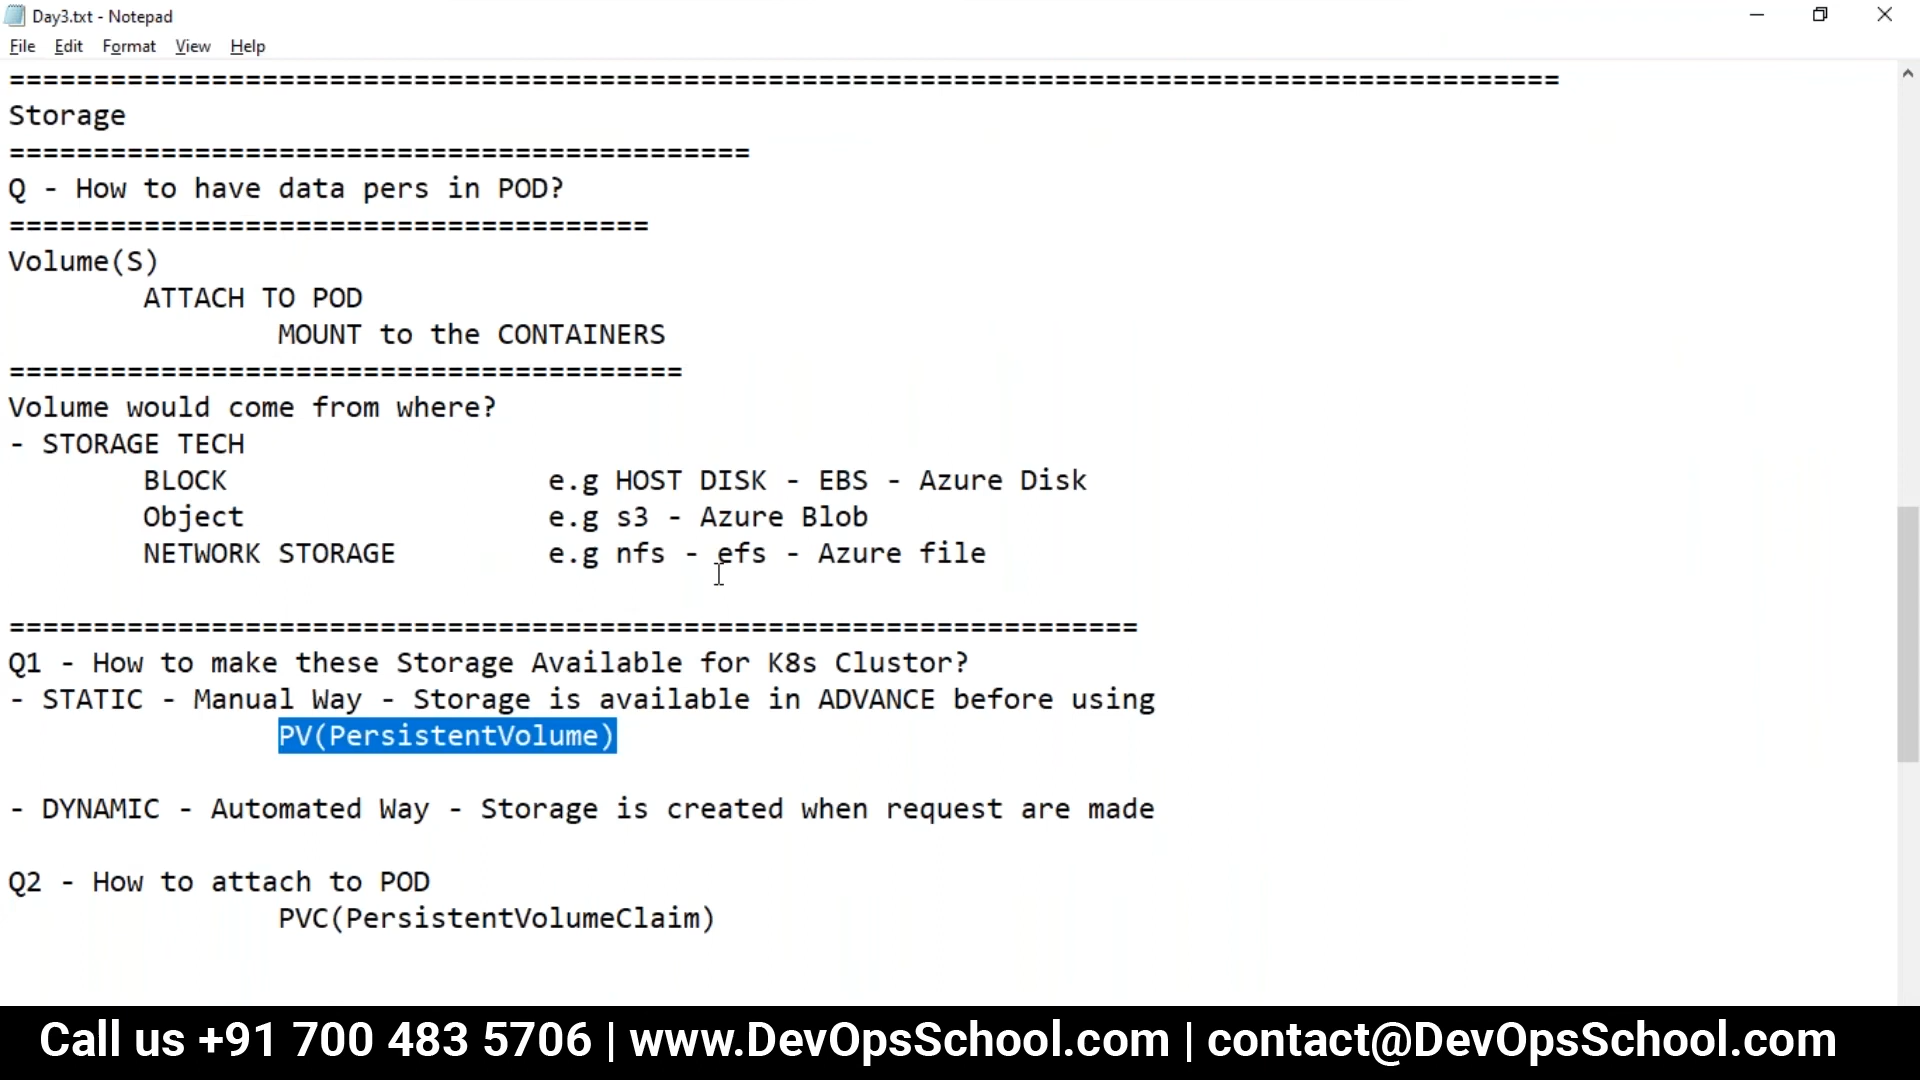 Day3.txt - Notepad
File Edit Format View Help
============================================================================================
Storage
============================================
Q - How to have data pers in POD?
======================================
Volume(S)
ATTACH TO POD
MOUNT to the CONTAINERS
========================================
Volume would come from where?
- STORAGE TECH
BLOCK e.g HOST DISK - EBS - Azure Disk
Object e.g s3 - Azure Blob
NETWORK STORAGE e.g nfs - efs - Azure file
===================================================================
Q1 - How to make these Storage Available for K8s Clustor?
- STATIC - Manual Way - Storage is available in ADVANCE before using
PV(PersistentVolume)
- DYNAMIC - Automated Way - Storage is created when request are made
Q2 - How to attach to POD
PVC(PersistentVolumeClaim)
Call us +91 700 483 5706 | www.DevOpsSchool.com | contact@DevOpsSchool.com